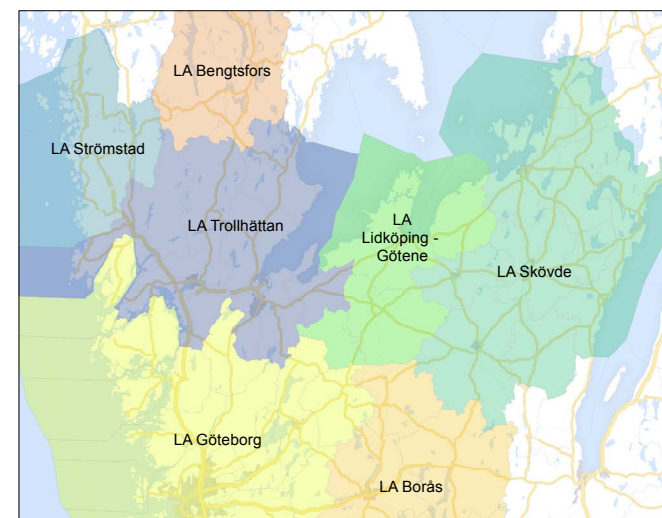 LA Bengtsfors
LA Strömstad
LA Trollhättan
LA
Lidköping -
Götene
LA Skövde
LA Göteborg
LA Borås